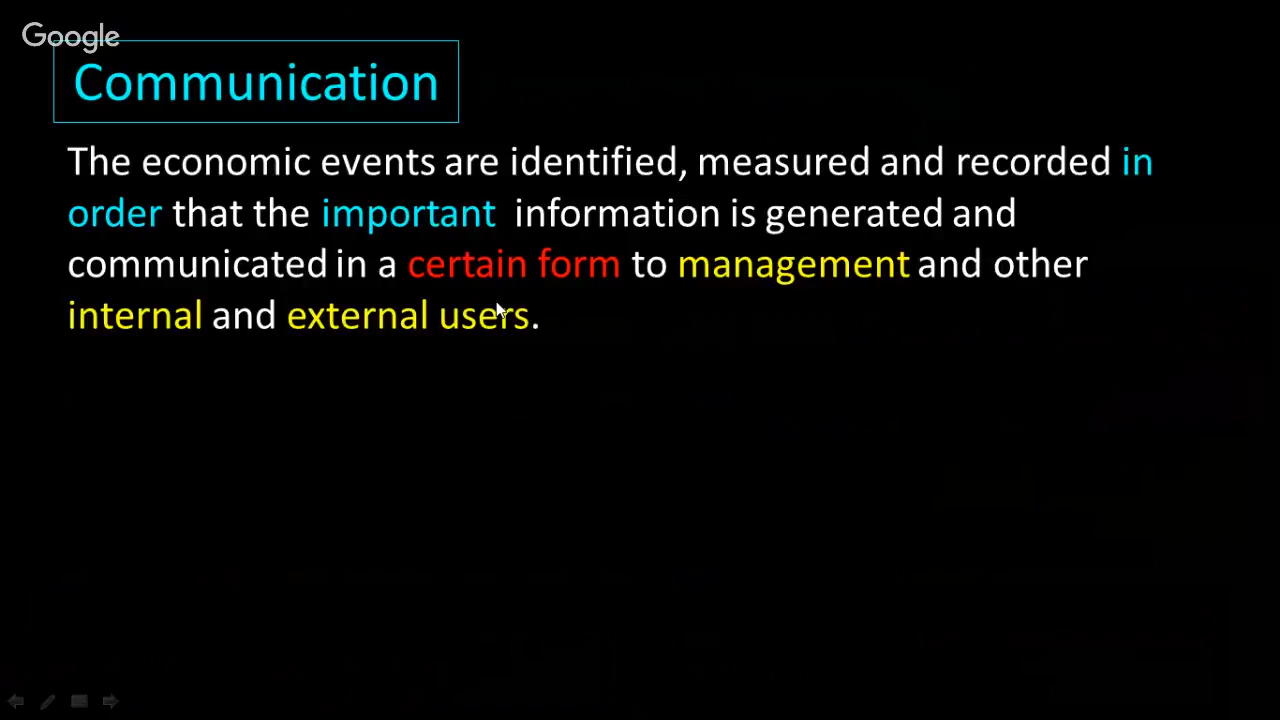 Google
Communication
The economic events are identified, measured and recorded in
order that the important information is generated and
communicated in a certain form to management and other
internal and external users.